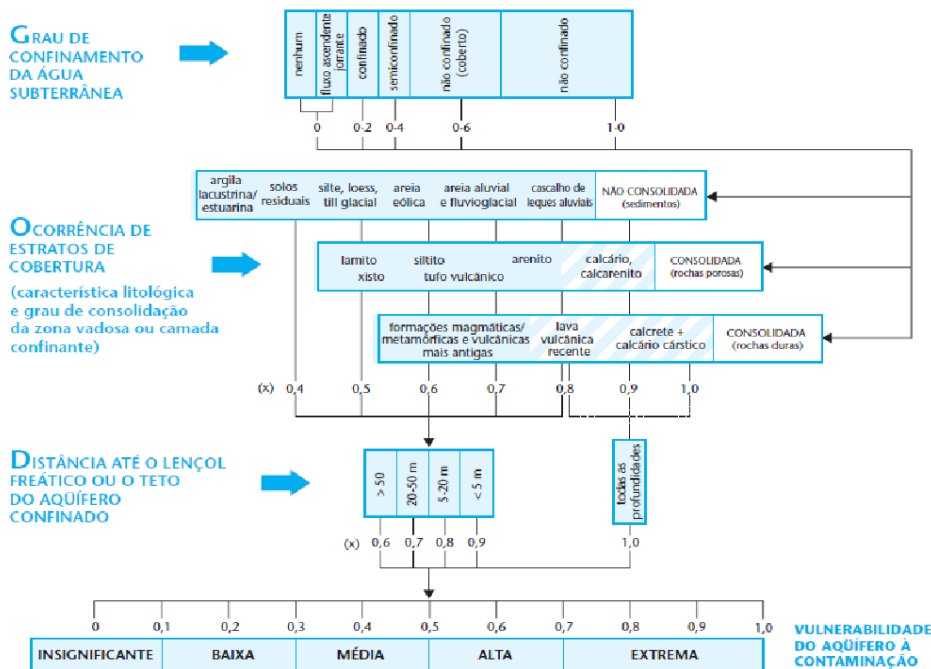 GRAU DE
CONFINAMENTO
DA ÁGUA
SUBTERRÂNEA
nenhum
fluxo ascendente
jorrante
confinado
semiconfinado
não confinado
(coberto)
não confinado
0 0-2 0-4 0-6 1-0
argila
lacustrina/
estuarina
solos
residuais
silte, loess,
till glacial
areia
eólica
areia aluvial
e fluvioglacial
cascalho de
leques aluviais
NÃO CONSOLIDADA
(sedimentos)
OCORRÊNCIA DE
ESTRATOS DE
COBERTURA
(característica litológica
e grau de consolidação
da zona vadosa ou camada
confinante)
lamito
xisto
siltito
tufo vulcânico
arenito
calcário,
calcarenito
CONSOLIDADA
(rochas porosas)
formações magmáticas/
metamórficas e vulcânicas
mais antigas
lava
vulcânica
recente
calcrete +
calcário cárstico
CONSOLIDADA
(rochas duras)
(x) 0,4 0,5 0,6 0,7 0,8 0,9 1,0
DISTÂNCIA ATÉ O LENÇOL
FREÁTICO OU O TETO
DO AQÜÍFERO
CONFINADO
> 50
20-50 m
5-20 m
< 5 m
todas as
profundidades
(x) 0,6 0,7 0,8 0,9 1,0
0 0,1 0,2 0,3 0,4 0,5 0,6 0,7 0,8 0,9 1,0
INSIGNIFICANTE BAIXA MÉDIA ALTA EXTREMA
VULNERABILIDADE
DO AQÜÍFERO À
CONTAMINAÇÃO